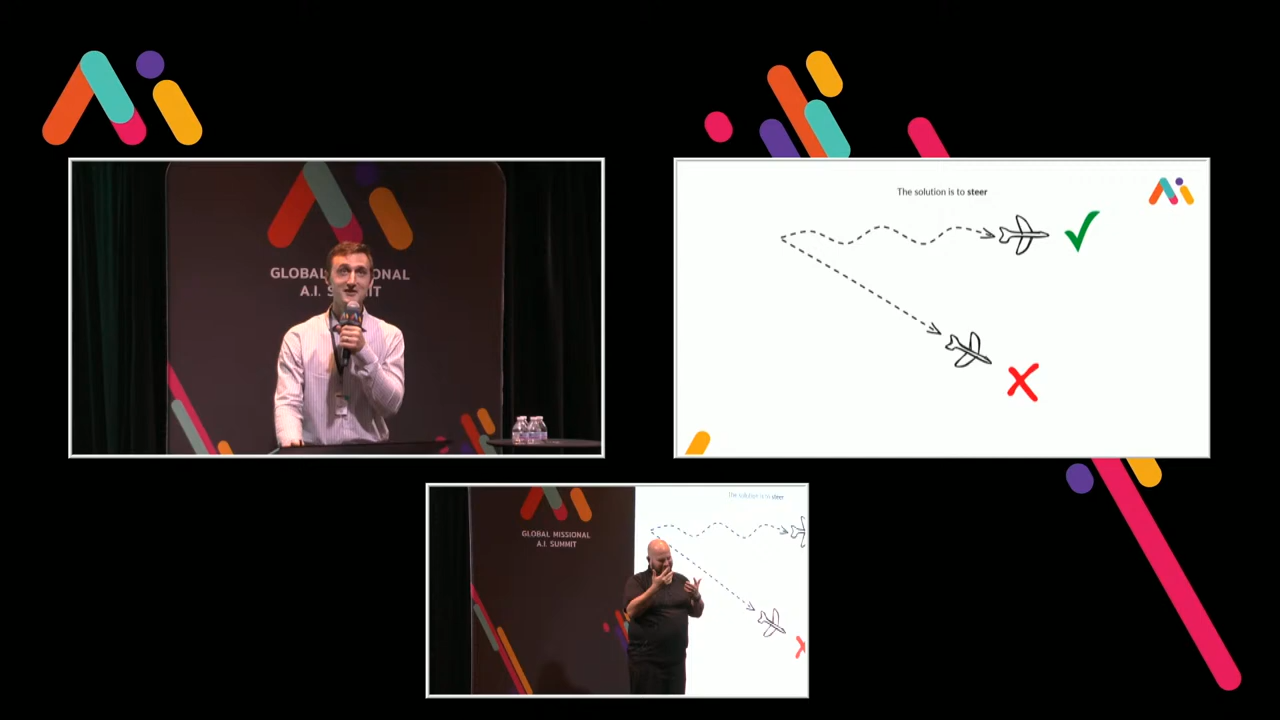 GLOBAL MISSIONAL
A.I. SUMMIT
The solution is to steer
The solution is to steer
GLOBAL MISSIONAL
A.I. SUMMIT